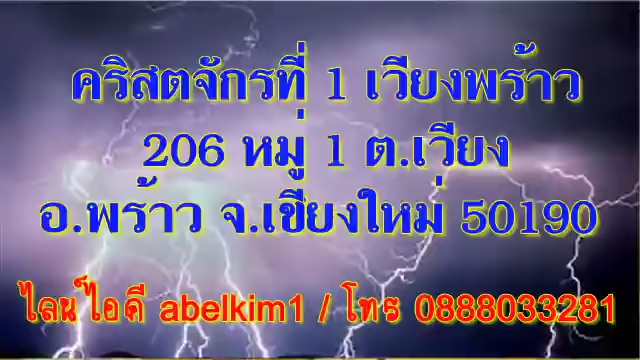 คริสตจักรที่ 1 เวียงพร้าว
206 หมู่ 1 ต.เวียง
อ.พร้าว จ.เชียงใหม่ 50190
ไลน์ไอดี abelkim1 / โทร 0888033281